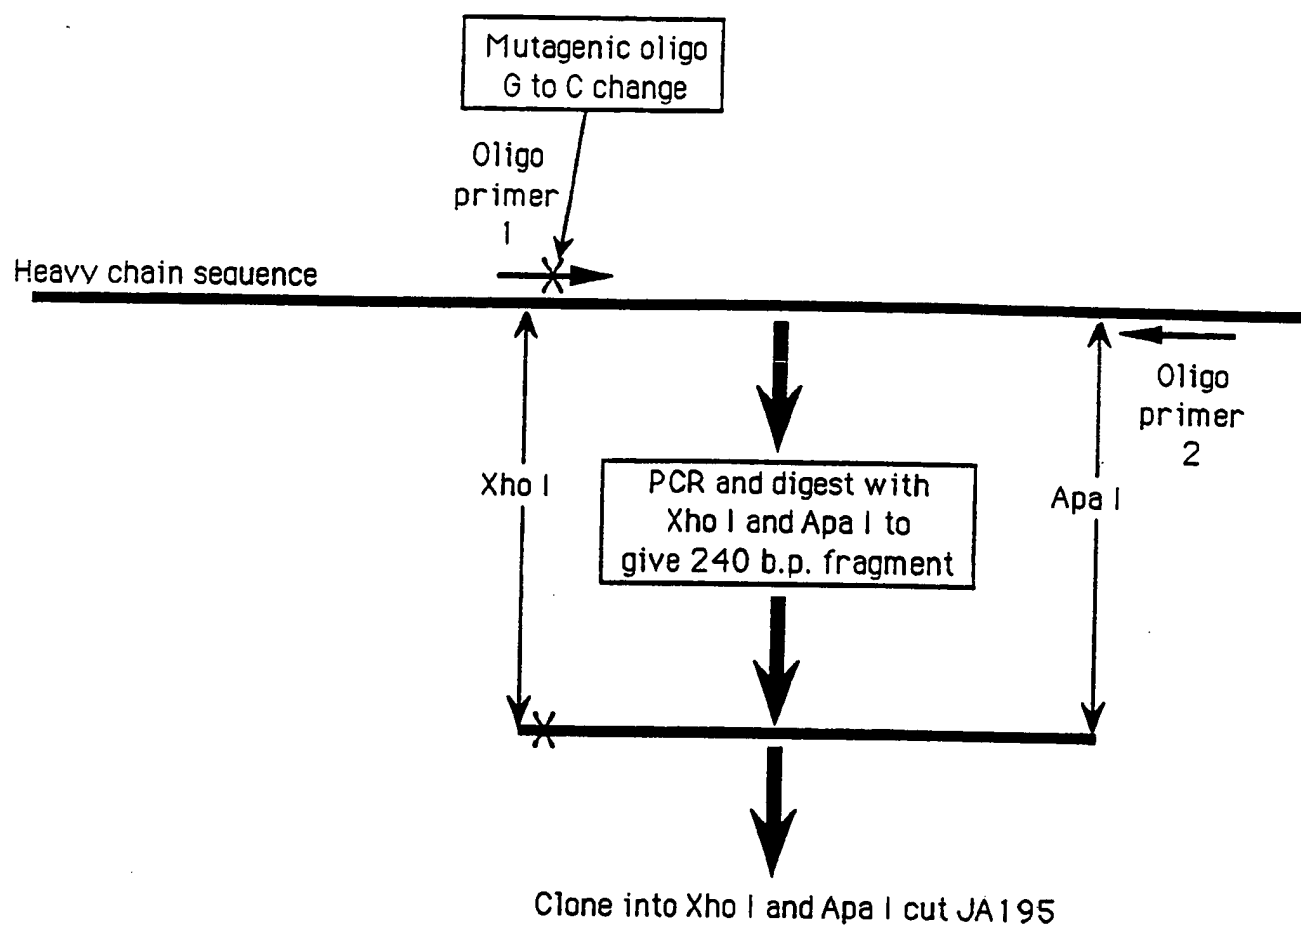 Mutagenic oligo
G to C change
Oligo
primer
1
Heavy chain sequence
Oligo
primer
2
Xho I
PCR and digest with
Xho I and Apa I to
give 240 b.p. fragment
Apa I
Clone into Xho I and Apa I cut JA195